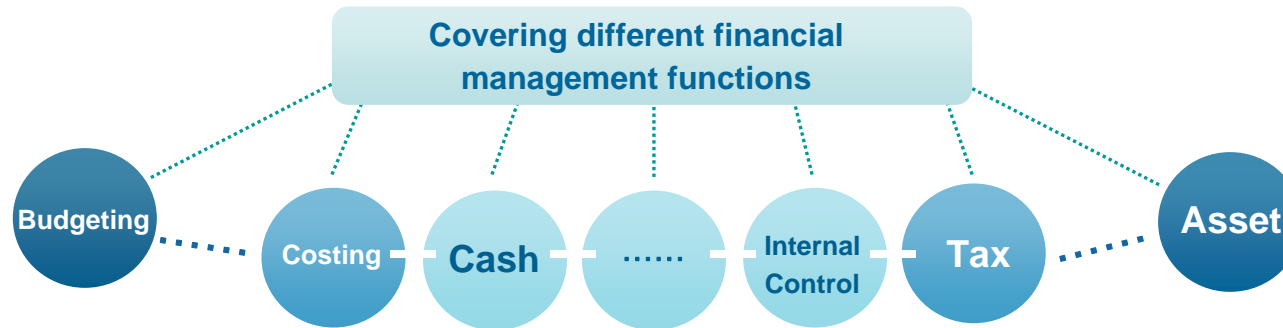 Covering different financial
management functions
Budgeting
Costing
Cash
······
Internal
Control
Tax
Asset